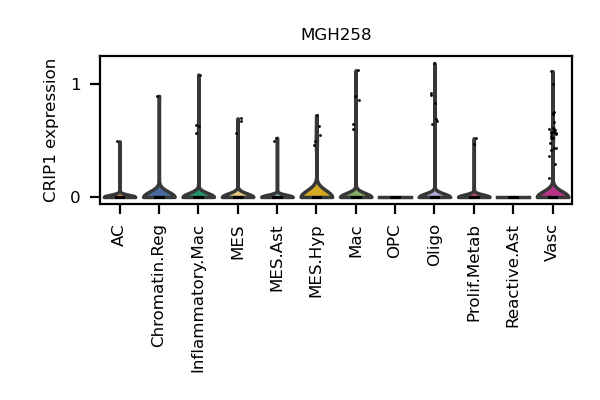 MGH258
CRIP1 expression
1
0
AC
Chromatin.Reg
Inflammatory.Mac
MES
MES.Ast
MES.Hyp
Mac
OPC
Oligo
Prolif.Metab
Reactive.Ast
Vasc